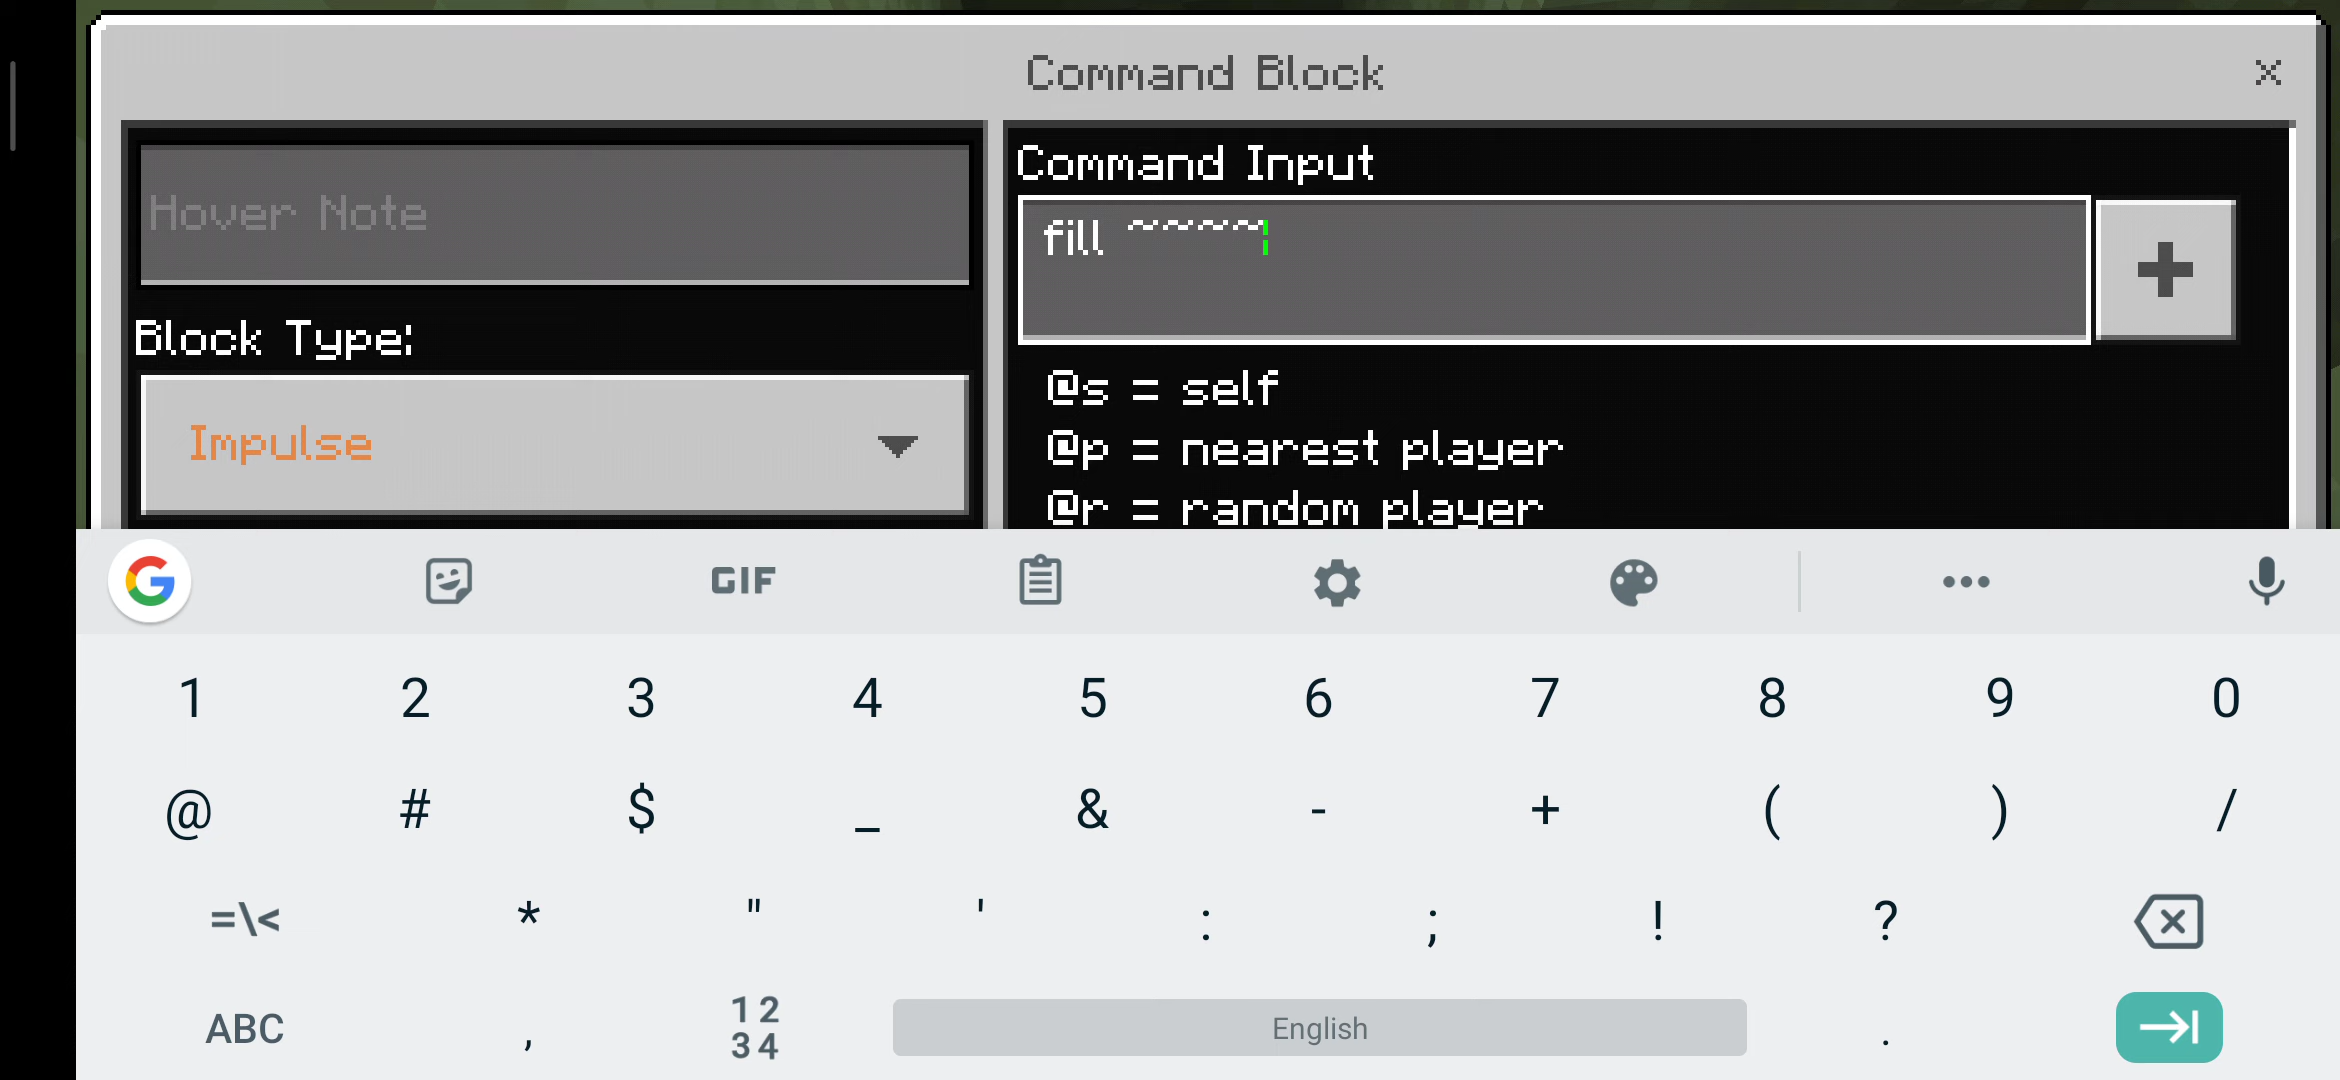 Command Block
Hover Note
Block Type:
Impulse
Command Input
fill ~~~~
@s = self
@p = nearest player
@r = random player
GIF
1 2 3 4 5 6 7 8 9 0
@ # $ _ & - + ( ) /
=\< * " ' : ; ! ?
ABC , 12 34 English .